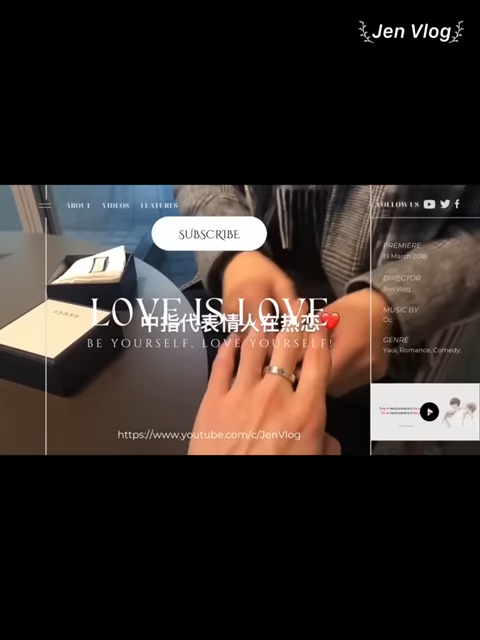 Jen Vlog
ABOUT VIDEOS FEATURES
FOLLOW US
SUBSCRIBE
PREMIERE
19 March 2018
DIRECTOR
Jen Vlog
MUSIC BY
Oc
GENRE
Yaoi, Romance, Comedy,
LOVE IS LOVE
中指代表情人在热恋❤️
BE YOURSELF, LOVE YOURSELF!
https://www.youtube.com/c/JenVlog